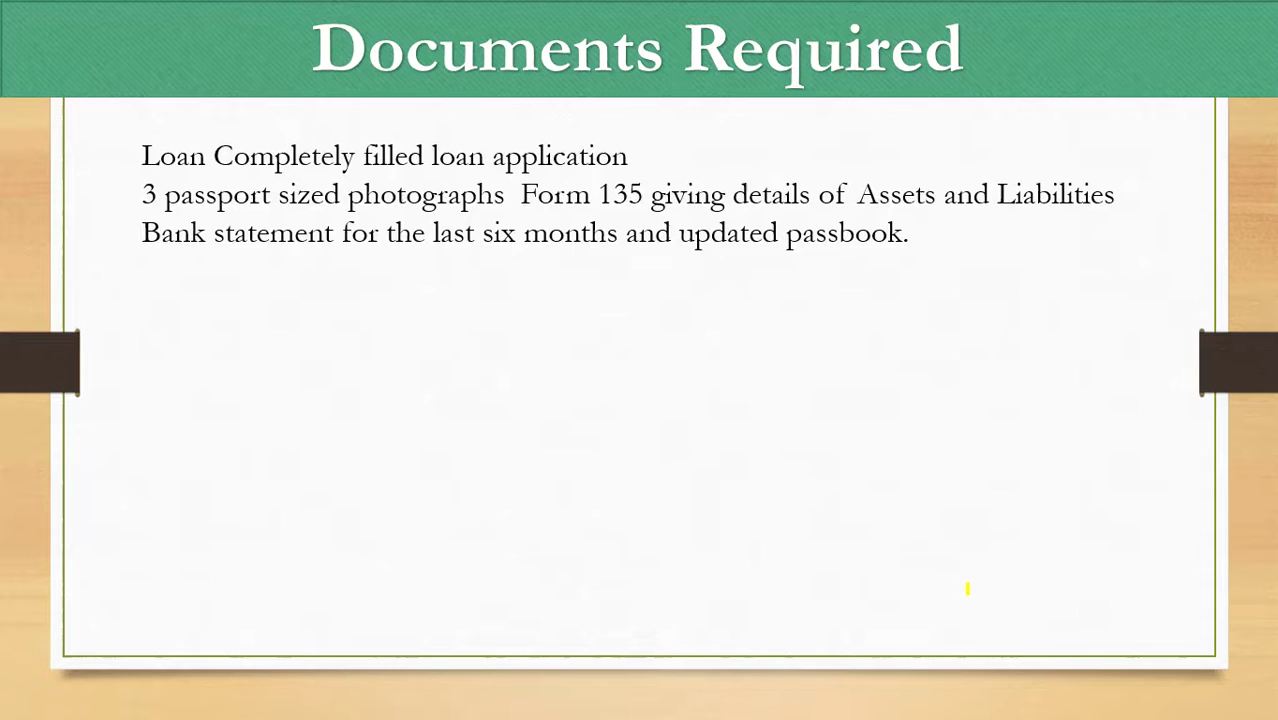 Documents Required
Loan Completely filled loan application
3 passport sized photographs  Form 135 giving details of Assets and Liabilities
Bank statement for the last six months and updated passbook.